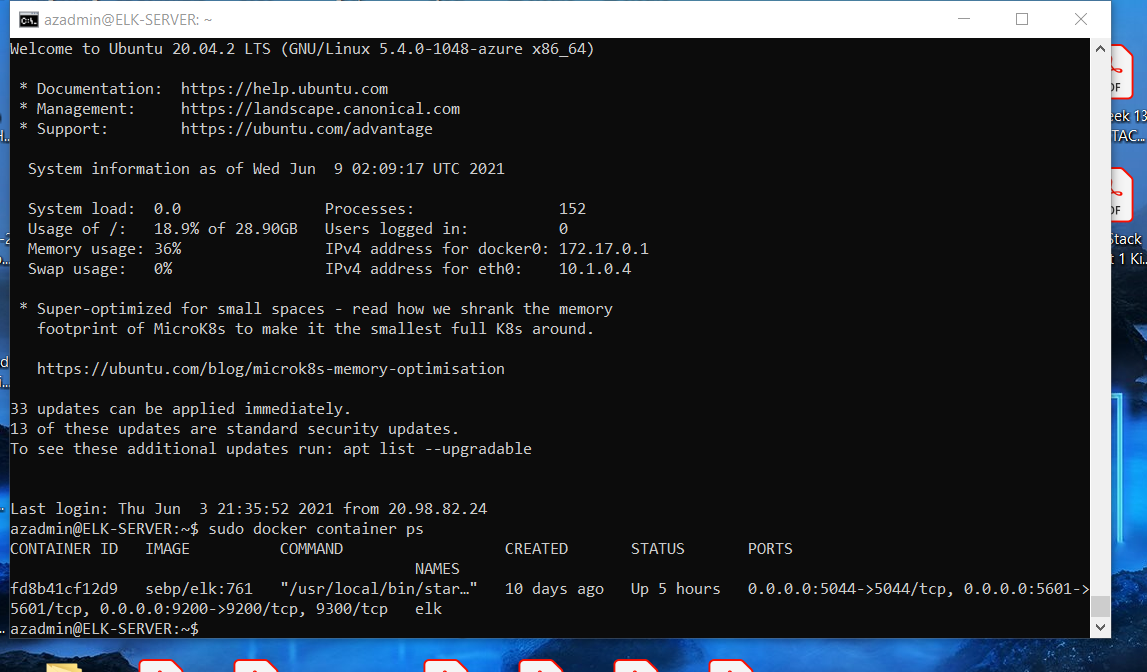 azadmin@ELK-SERVER: ~
Welcome to Ubuntu 20.04.2 LTS (GNU/Linux 5.4.0-1048-azure x86_64)
* Documentation:  https://help.ubuntu.com
* Management:     https://landscape.canonical.com
* Support:        https://ubuntu.com/advantage
System information as of Wed Jun  9 02:09:17 UTC 2021
System load:  0.0                Processes:                152
Usage of /:   18.9% of 28.90GB   Users logged in:          0
Memory usage: 36%                IPv4 address for docker0: 172.17.0.1
Swap usage:   0%                 IPv4 address for eth0:    10.1.0.4
* Super-optimized for small spaces - read how we shrank the memory
footprint of MicroK8s to make it the smallest full K8s around.
https://ubuntu.com/blog/microk8s-memory-optimisation
33 updates can be applied immediately.
13 of these updates are standard security updates.
To see these additional updates run: apt list --upgradable
Last login: Thu Jun  3 21:35:52 2021 from 20.98.82.24
azadmin@ELK-SERVER:~$ sudo docker container ps
CONTAINER ID   IMAGE          COMMAND                  CREATED       STATUS       PORTS
NAMES
fd8b41cf12d9   sebp/elk:761   "/usr/local/bin/star…"   10 days ago   Up 5 hours   0.0.0.0:5044->5044/tcp, 0.0.0.0:5601->
5601/tcp, 0.0.0.0:9200->9200/tcp, 9300/tcp   elk
azadmin@ELK-SERVER:~$
13
Stack
1 Ki...